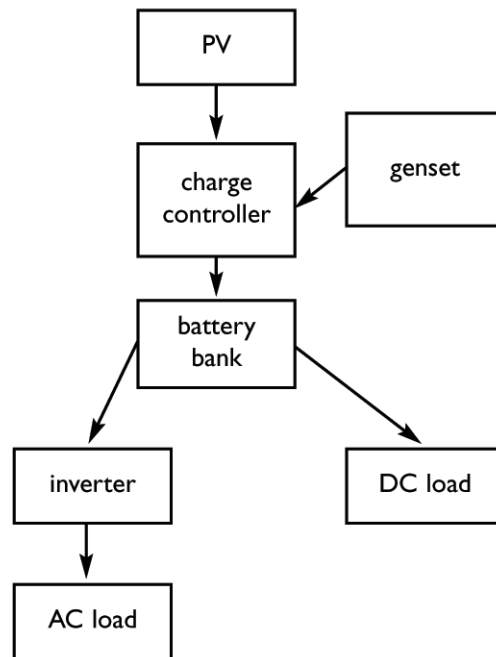 PV
charge
controller
genset
battery
bank
inverter
DC load
AC load